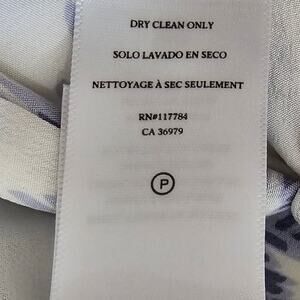 DRY CLEAN ONLY
SOLO LAVADO EN SECO
NETTOYAGE À SEC SEULEMENT
RN#117784
CA 36979
P